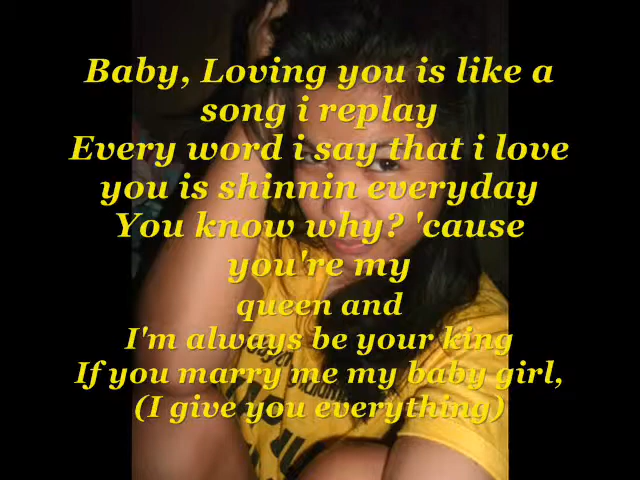 Baby, Loving you is like a
song i replay
Every word i say that i love
you is shinnin everyday
You know why? 'cause
you're my
queen and
I'm always be your king
If you marry me my baby girl,
(I give you everything)